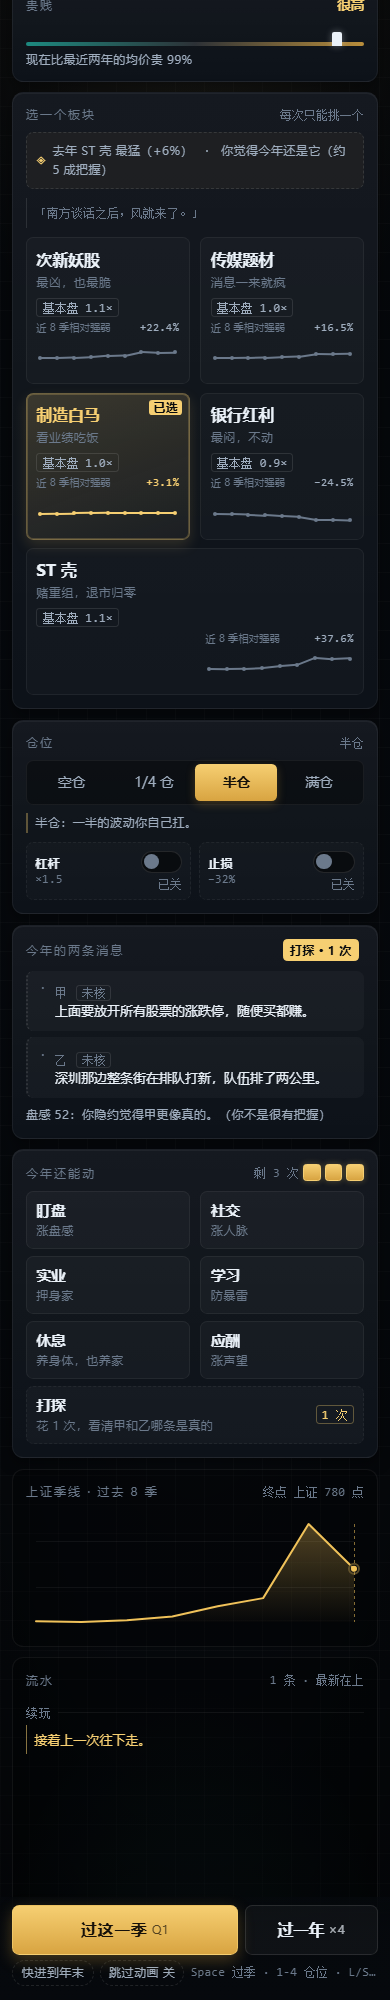 贵贱 很高
现在比最近两年的均价贵 99%
选一个板块 每次只能挑一个
◈ 去年 ST 壳 最猛（+6%） · 你觉得今年还是它（约
5 成把握）
「南方谈话之后，风就来了。」
次新妖股
最凶，也最脆
基本盘 1.1×
近 8 季相对强弱 +22.4%
传媒题材
消息一来就疯
基本盘 1.0×
近 8 季相对强弱 +16.5%
制造白马 已选
看业绩吃饭
基本盘 1.0×
近 8 季相对强弱 +3.1%
银行红利
最闷，不动
基本盘 0.9×
近 8 季相对强弱 −24.5%
ST 壳
赌重组，退市归零
基本盘 1.1×
近 8 季相对强弱 +37.6%
仓位 半仓
空仓 1/4 仓 半仓 满仓
半仓：一半的波动你自己扛。
杠杆
×1.5 已关
止损
−32% 已关
今年的两条消息 打探 · 1 次
甲 未核
上面要放开所有股票的涨跌停，随便买都赚。
乙 未核
深圳那边整条街在排队打新，队伍排了两公里。
盘感 52：你隐约觉得甲更像真的。（你不是很有把握）
今年还能动 剩 3 次
盯盘
涨盘感
社交
涨人脉
实业
押身家
学习
防暴雷
休息
养身体，也养家
应酬
涨声望
打探
花 1 次，看清甲和乙哪条是真的 1 次
上证季线 · 过去 8 季 终点 上证 780 点
流水 1 条 · 最新在上
续玩
接着上一次往下走。
过这一季 Q1 过一年 ×4
快进到年末 跳过动画 关 Space 过季 · 1-4 仓位 · L/S…